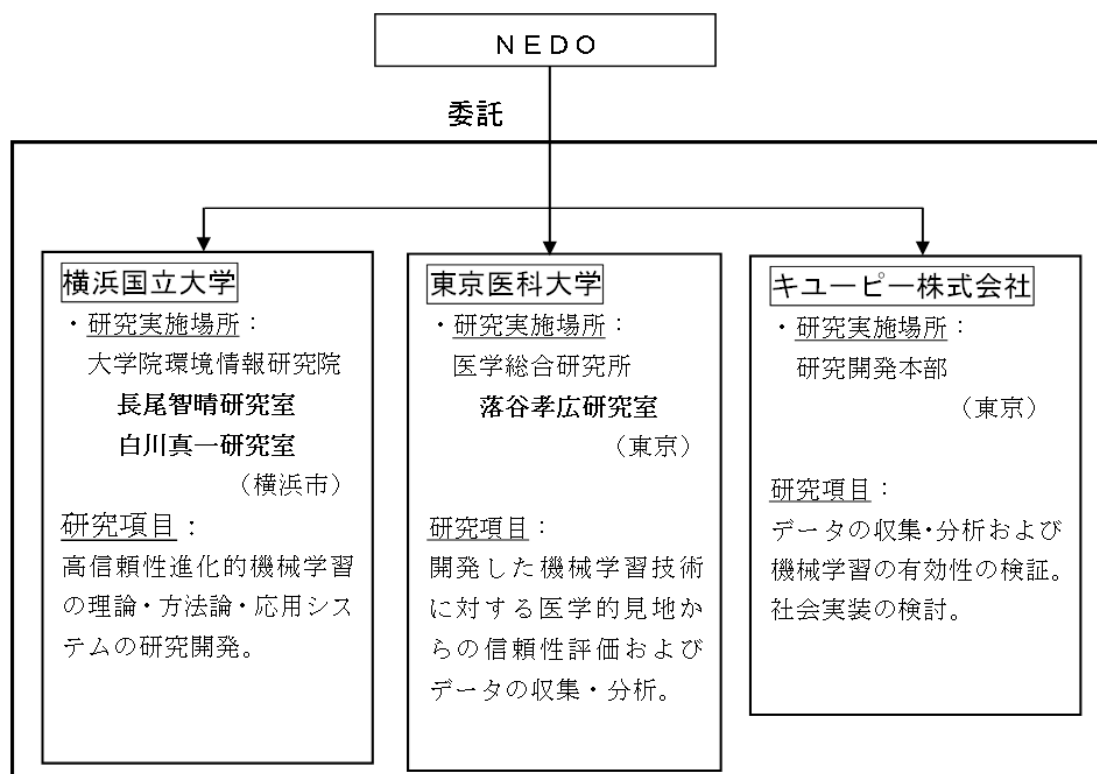 ＮＥＤＯ
委託
横浜国立大学
・研究実施場所：
大学院環境情報研究院
長尾智晴研究室
白川真一研究室
（横浜市）
研究項目：
高信頼性進化的機械学習
の理論・方法論・応用シス
テムの研究開発。
東京医科大学
・研究実施場所：
医学総合研究所
落谷孝広研究室
（東京）
研究項目：
開発した機械学習技術
に対する医学的見地か
らの信頼性評価および
データの収集・分析。
キユーピー株式会社
・研究実施場所：
研究開発本部
（東京）
研究項目：
データの収集・分析および
機械学習の有効性の検証。
社会実装の検討。